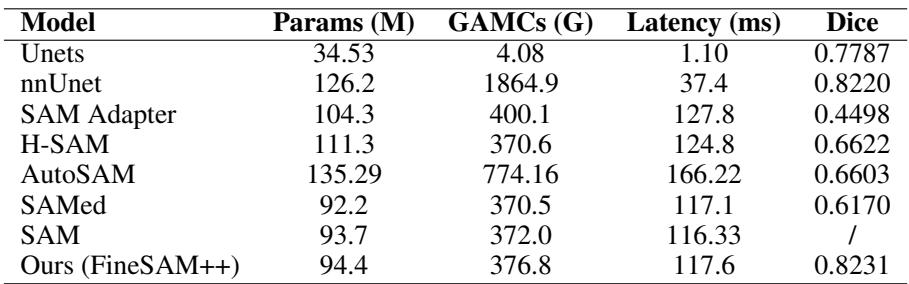 Model Params (M) GAMCs (G) Latency (ms) Dice
Unets 34.53 4.08 1.10 0.7787
nnUnet 126.2 1864.9 37.4 0.8220
SAM Adapter 104.3 400.1 127.8 0.4498
H-SAM 111.3 370.6 124.8 0.6622
AutoSAM 135.29 774.16 166.22 0.6603
SAMed 92.2 370.5 117.1 0.6170
SAM 93.7 372.0 116.33 /
Ours (FineSAM++) 94.4 376.8 117.6 0.8231